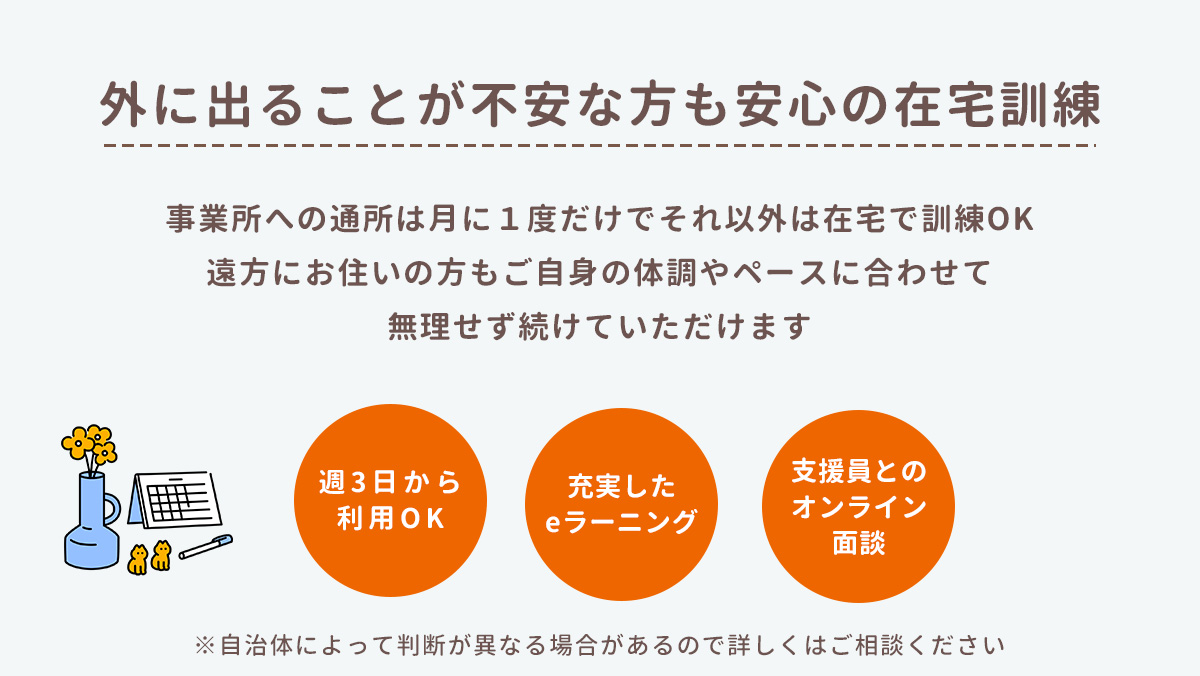 外に出ることが不安な方も安心の在宅訓練
事業所への通所は月に１度だけでそれ以外は在宅で訓練OK
遠方にお住いの方もご自身の体調やペースに合わせて
無理せず続けていただけます
週3日から
利用OK
充実した
eラーニング
支援員との
オンライン
面談
※自治体によって判断が異なる場合があるので詳しくはご相談ください